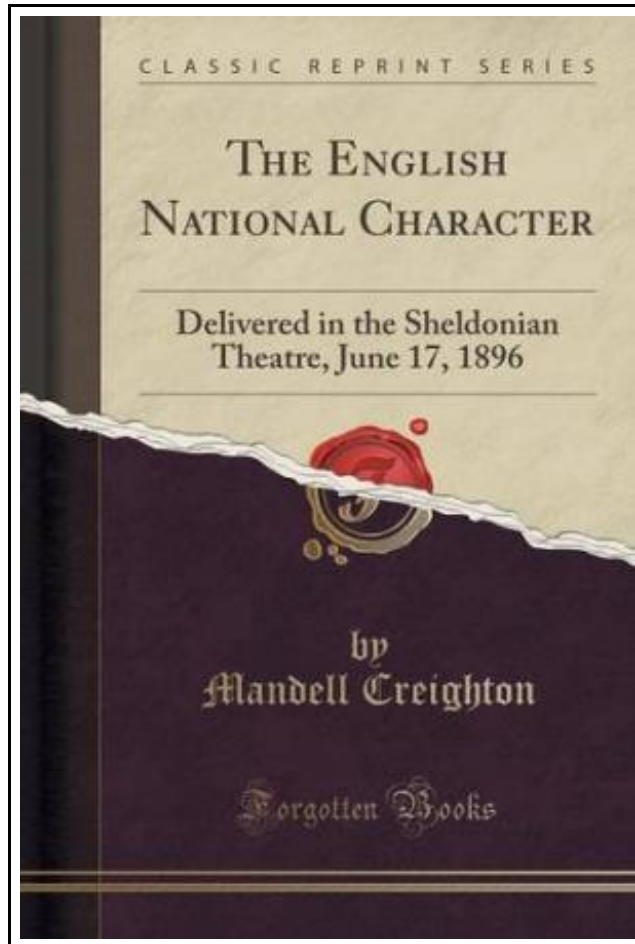 CLASSIC REPRINT SERIES
THE ENGLISH
NATIONAL CHARACTER
Delivered in the Sheldonian
Theatre, June 17, 1896
F
by
Mandell Creighton
Forgotten Books